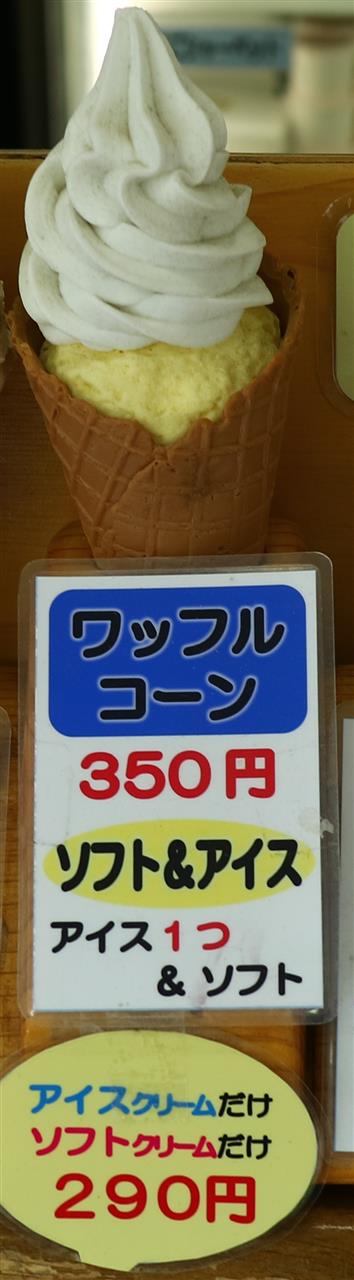 ワッフル
コーン
350円
ソフト&アイス
アイス1つ
& ソフト
アイスクリームだけ
ソフトクリームだけ
290円